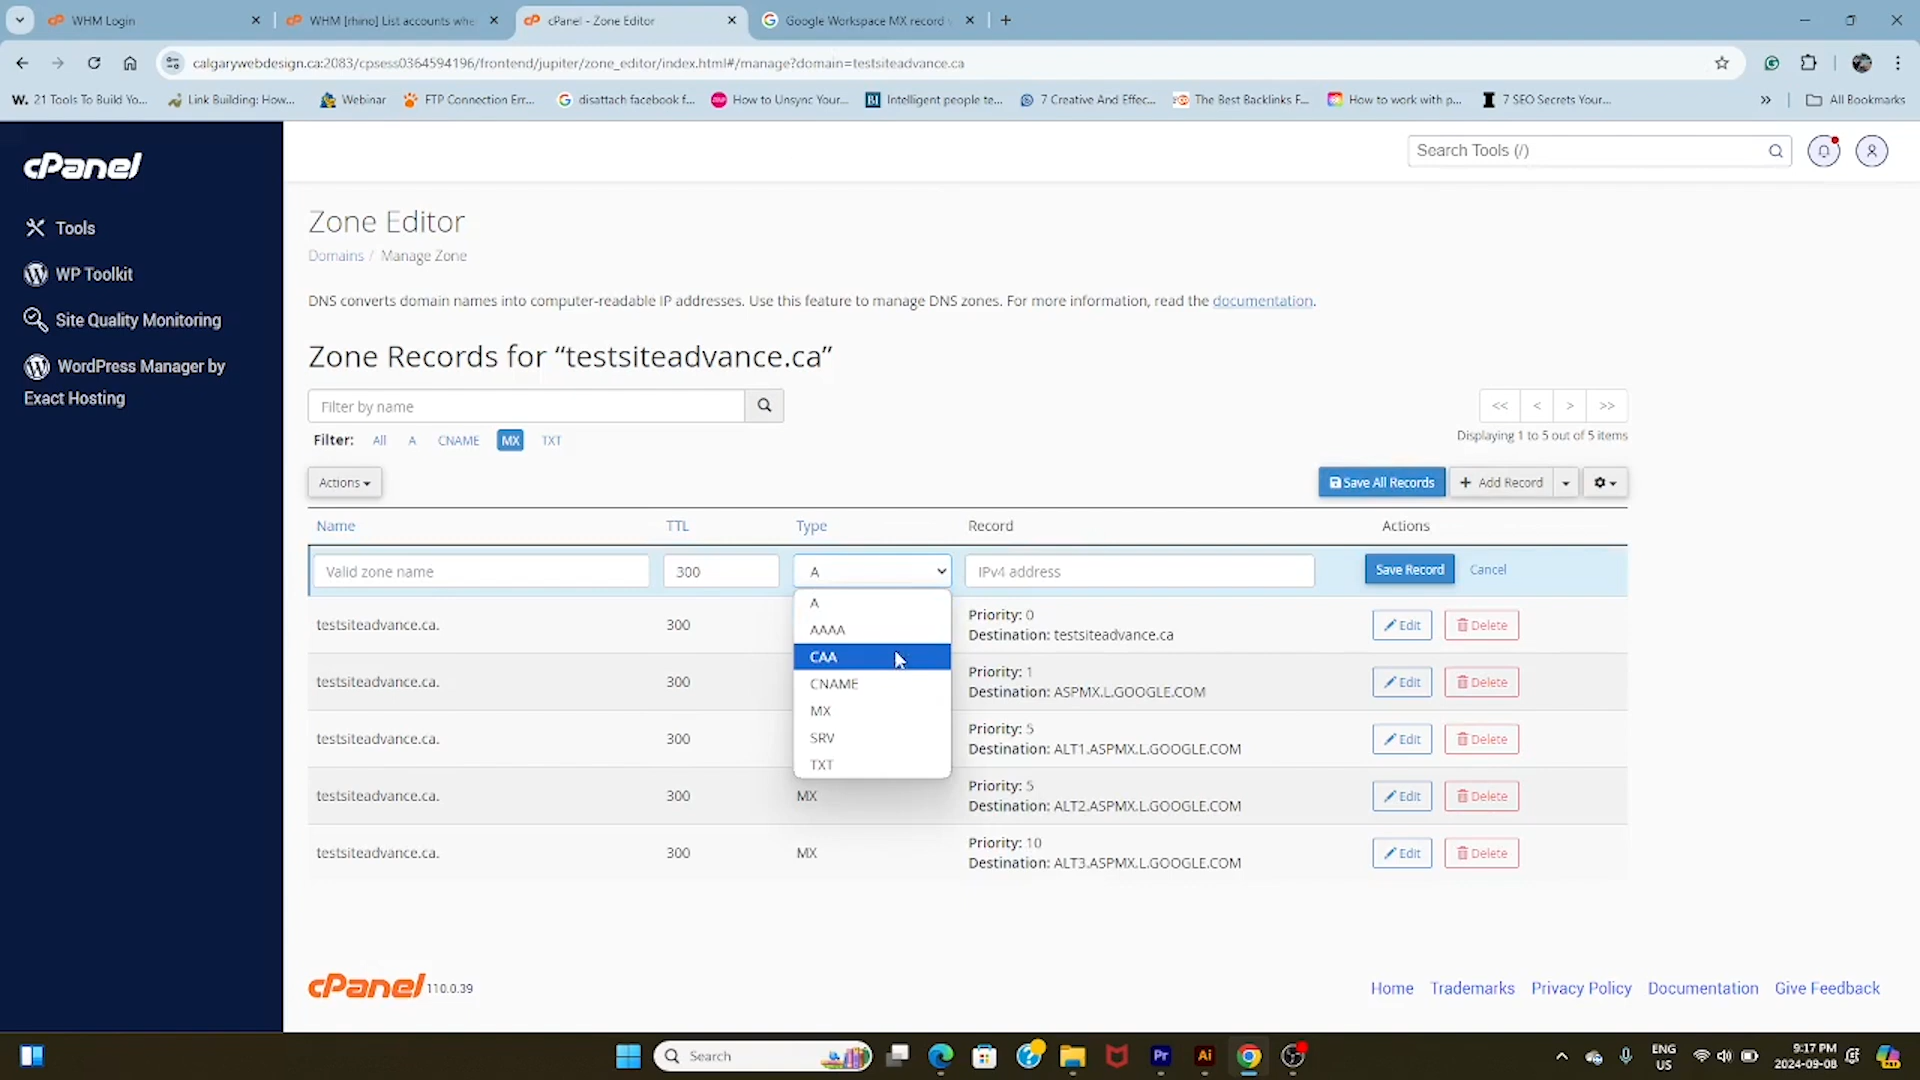 WHM Login
WHM [rhino] List accounts whe
cPanel - Zone Editor
Google Workspace MX record v
calgarywebdesign.ca:2083/cpsess0364594196/frontend/jupiter/zone_editor/index.html#/manage?domain=testsiteadvance.ca
W. 21 Tools To Build Yo...
Link Building: How...
Webinar
FTP Connection Err...
disattach facebook f...
How to Unsync Your...
BI Intelligent people te...
7 Creative And Effec...
The Best Backlinks F...
How to work with p...
7 SEO Secrets Your...
» All Bookmarks
cPanel
Search Tools (/)
Tools
WP Toolkit
Site Quality Monitoring
WordPress Manager by
Exact Hosting
Zone Editor
Domains / Manage Zone
DNS converts domain names into computer-readable IP addresses. Use this feature to manage DNS zones. For more information, read the documentation.
Zone Records for “testsiteadvance.ca”
Filter by name
<< < > >>
Displaying 1 to 5 out of 5 items
Filter: All A CNAME MX TXT
Actions
Save All Records
+ Add Record
Name TTL Type Record Actions
Valid zone name 300 A IPv4 address Save Record Cancel
A
AAAA
CAA
CNAME
MX
SRV
TXT
testsiteadvance.ca. 300 Priority: 0
Destination: testsiteadvance.ca
Edit Delete
testsiteadvance.ca. 300 Priority: 1
Destination: ASPMX.L.GOOGLE.COM
Edit Delete
testsiteadvance.ca. 300 Priority: 5
Destination: ALT1.ASPMX.L.GOOGLE.COM
Edit Delete
testsiteadvance.ca. 300 MX Priority: 5
Destination: ALT2.ASPMX.L.GOOGLE.COM
Edit Delete
testsiteadvance.ca. 300 MX Priority: 10
Destination: ALT3.ASPMX.L.GOOGLE.COM
Edit Delete
cPanel 110.0.39
Home Trademarks Privacy Policy Documentation Give Feedback
Search
Pr
Ai
ENG
US
9:17 PM
2024-09-08